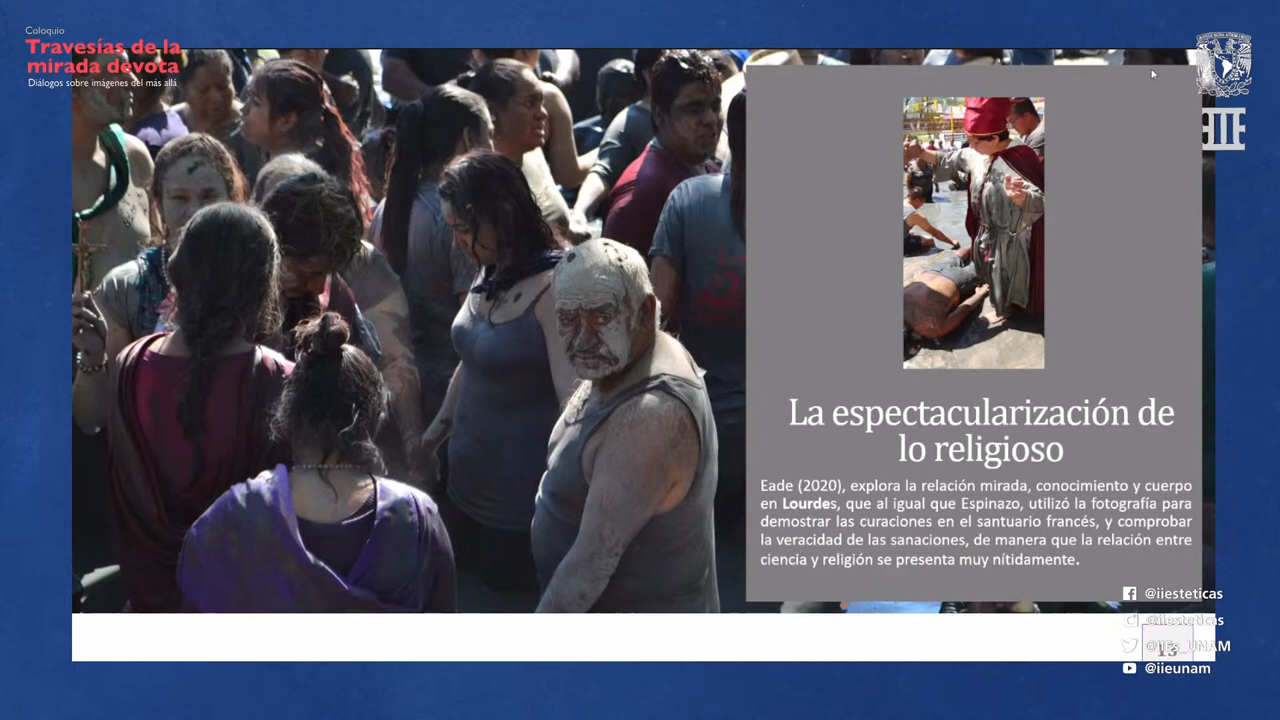 Coloquio
Travesías de la
mirada devota
Diálogos sobre imágenes del más allá
La espectacularización de
lo religioso
Eade (2020), explora la relación mirada, conocimiento y cuerpo
en Lourdes, que al igual que Espinazo, utilizó la fotografía para
demostrar las curaciones en el santuario francés, y comprobar
la veracidad de las sanaciones, de manera que la relación entre
ciencia y religión se presenta muy nítidamente.
@iiesteticas
@iiesteticas
@IIEs_UNAM
13
@iieunam